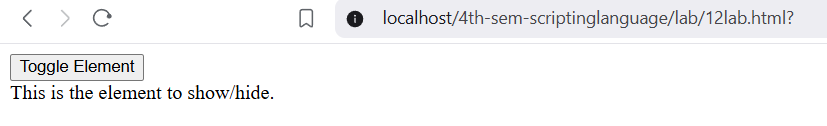 localhost/4th-sem-scriptinglanguage/lab/12lab.html?
Toggle Element
This is the element to show/hide.